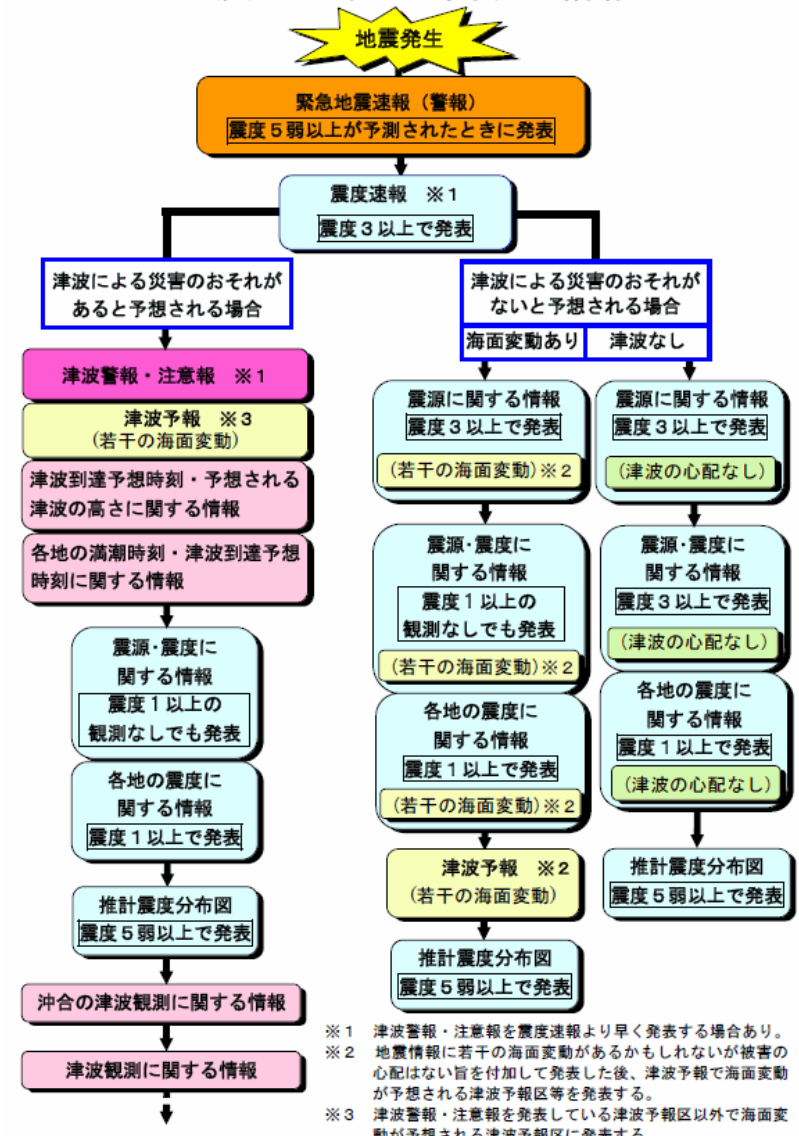 地震発生
緊急地震速報（警報）
震度５弱以上が予測されたときに発表
震度速報　※１
震度３以上で発表
津波による災害のおそれが
あると予想される場合
津波警報・注意報　※１
津波予報　※３
(若干の海面変動)
津波到達予想時刻・予想される
津波の高さに関する情報
各地の満潮時刻・津波到達予想
時刻に関する情報
震源・震度に
関する情報
震度１以上の
観測なしでも発表
各地の震度に
関する情報
震度１以上で発表
推計震度分布図
震度５弱以上で発表
沖合の津波観測に関する情報
津波観測に関する情報
津波による災害のおそれが
ないと予想される場合
海面変動あり
震源に関する情報
震度３以上で発表
(若干の海面変動)※２
震源・震度に
関する情報
震度１以上の
観測なしでも発表
(若干の海面変動)※２
各地の震度に
関する情報
震度１以上で発表
(若干の海面変動)※２
津波予報　※２
(若干の海面変動)
推計震度分布図
震度５弱以上で発表
津波なし
震源に関する情報
震度３以上で発表
(津波の心配なし)
震源・震度に
関する情報
震度３以上で発表
(津波の心配なし)
各地の震度に
関する情報
震度１以上で発表
(津波の心配なし)
推計震度分布図
震度５弱以上で発表
※１　津波警報・注意報を震度速報より早く発表する場合あり。
※２　地震情報に若干の海面変動があるかもしれないが被害の
心配はない旨を付加して発表した後、津波予報で海面変動
が予想される津波予報区等を発表する。
※３　津波警報・注意報を発表している津波予報区以外で海面変
動が予想される津波予報区に発表する